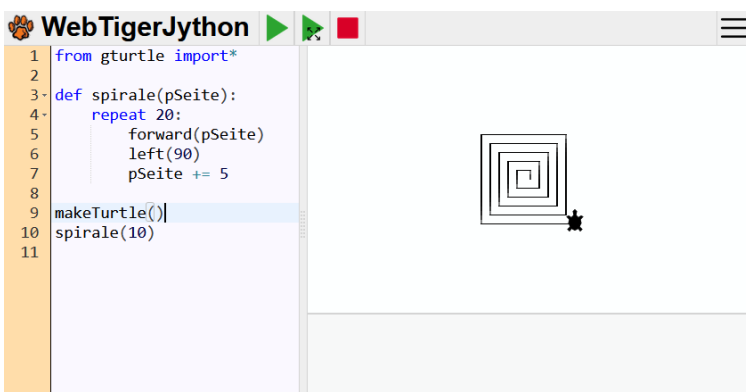 WebTigerJython
1 from gturtle import*
2
3 def spirale(pSeite):
4     repeat 20:
5         forward(pSeite)
6         left(90)
7         pSeite += 5
8
9 makeTurtle()
10 spirale(10)
11